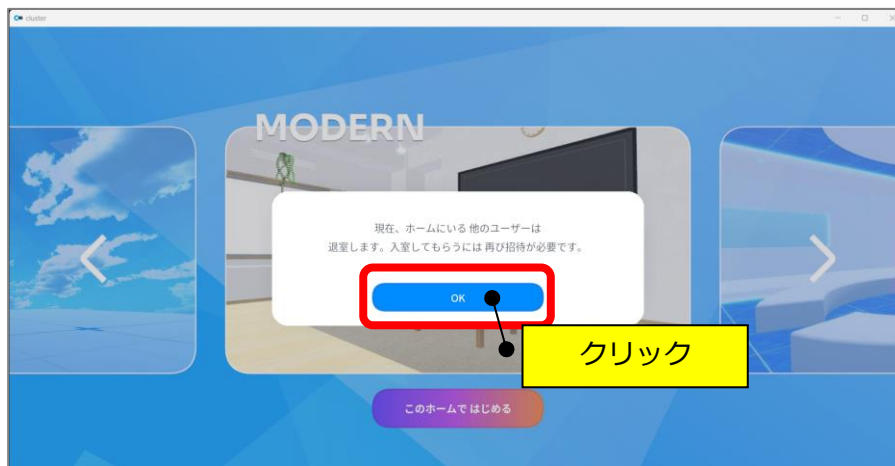 cluster
MODERN
現在、ホームにいる他のユーザーは
退室します。入室してもらうには再び招待が必要です。
OK
クリック
このホームではじめる